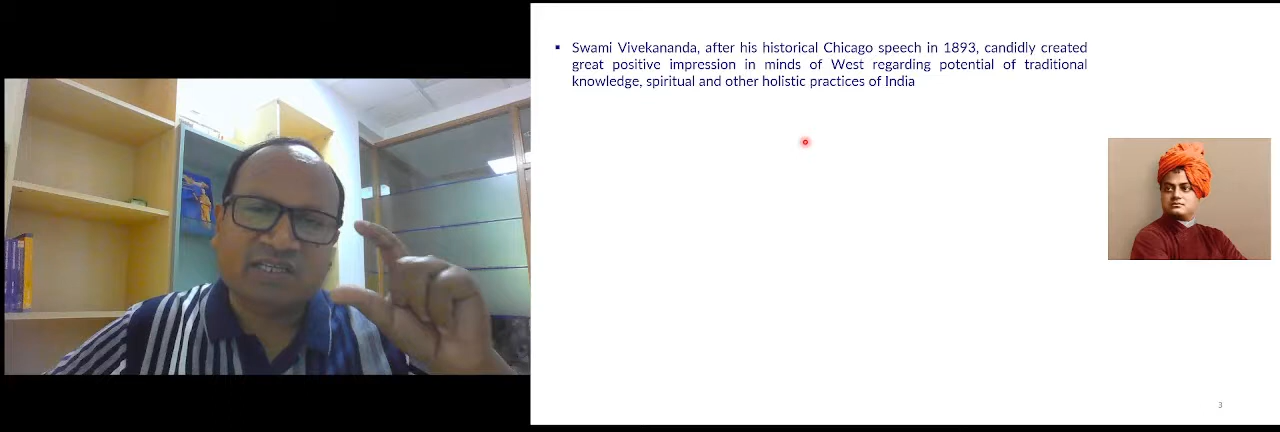 Swami Vivekananda, after his historical Chicago speech in 1893, candidly created
great positive impression in minds of West regarding potential of traditional
knowledge, spiritual and other holistic practices of India
3